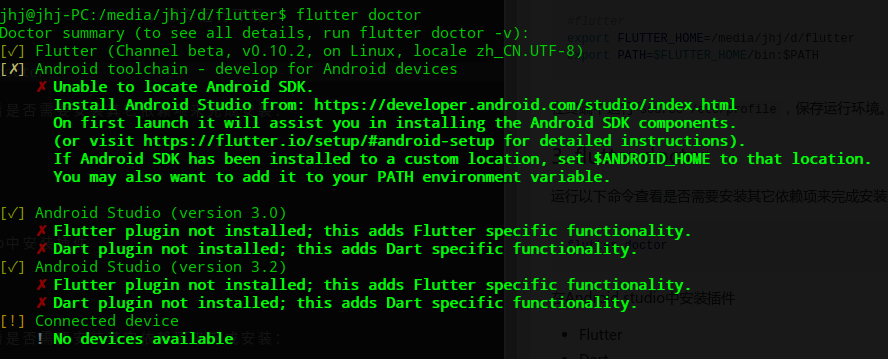 jhj@jhj-PC:/media/jhj/d/flutter$ flutter doctor
Doctor summary (to see all details, run flutter doctor -v):
[✓] Flutter (Channel beta, v0.10.2, on Linux, locale zh_CN.UTF-8)
[✗] Android toolchain - develop for Android devices
✗ Unable to locate Android SDK.
Install Android Studio from: https://developer.android.com/studio/index.html
On first launch it will assist you in installing the Android SDK components.
(or visit https://flutter.io/setup/#android-setup for detailed instructions).
If Android SDK has been installed to a custom location, set $ANDROID_HOME to that location.
You may also want to add it to your PATH environment variable.
[✓] Android Studio (version 3.0)
✗ Flutter plugin not installed; this adds Flutter specific functionality.
✗ Dart plugin not installed; this adds Dart specific functionality.
[✓] Android Studio (version 3.2)
✗ Flutter plugin not installed; this adds Flutter specific functionality.
✗ Dart plugin not installed; this adds Dart specific functionality.
[!] Connected device
! No devices available
#flutter
export FLUTTER_HOME=/media/jhj/d/flutter
export PATH=$FLUTTER_HOME/bin:$PATH
profile ，保存运行环境。
运行以下命令查看是否需要安装其它依赖项来完成安装
doctor
studio中安装插件
• Flutter
• Dart